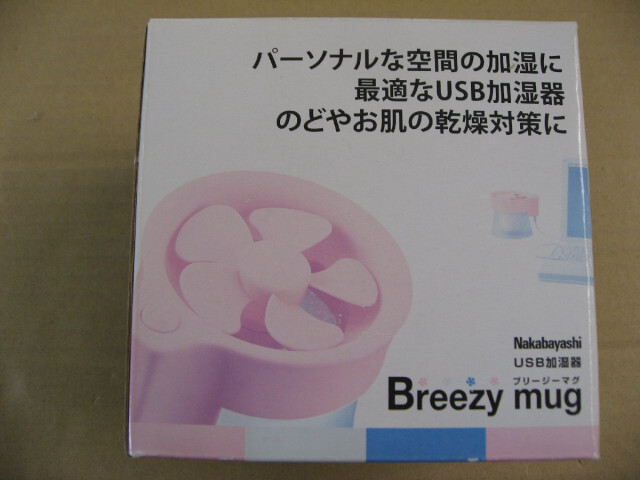 パーソナルな空間の加湿に
最適なUSB加湿器
のどやお肌の乾燥対策に
Nakabayashi
USB加湿器
ブリージーマグ
Breezy mug